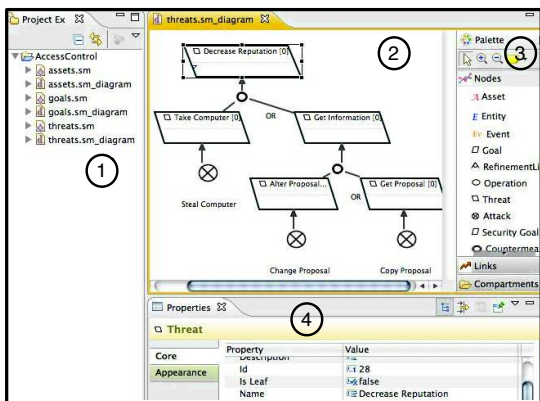 Project Ex
AccessControl
assets.sm
assets.sm_diagram
goals.sm
goals.sm_diagram
threats.sm
threats.sm_diagram
1
threats.sm_diagram
2
Decrease Reputation [0]
OR
Take Computer [0]
Get Information [0]
Steal Computer
Alter Proposal...
OR
Get Proposal [0]
Change Proposal
Copy Proposal
Palette
3
Nodes
Asset
E Entity
Ev Event
Goal
RefinementLi
Operation
Threat
Attack
Security Goal
Countermea
Links
Compartments
Properties
4
Threat
Core
Appearance
Property Value
Description
Id 28
Is Leaf false
Name Decrease Reputation